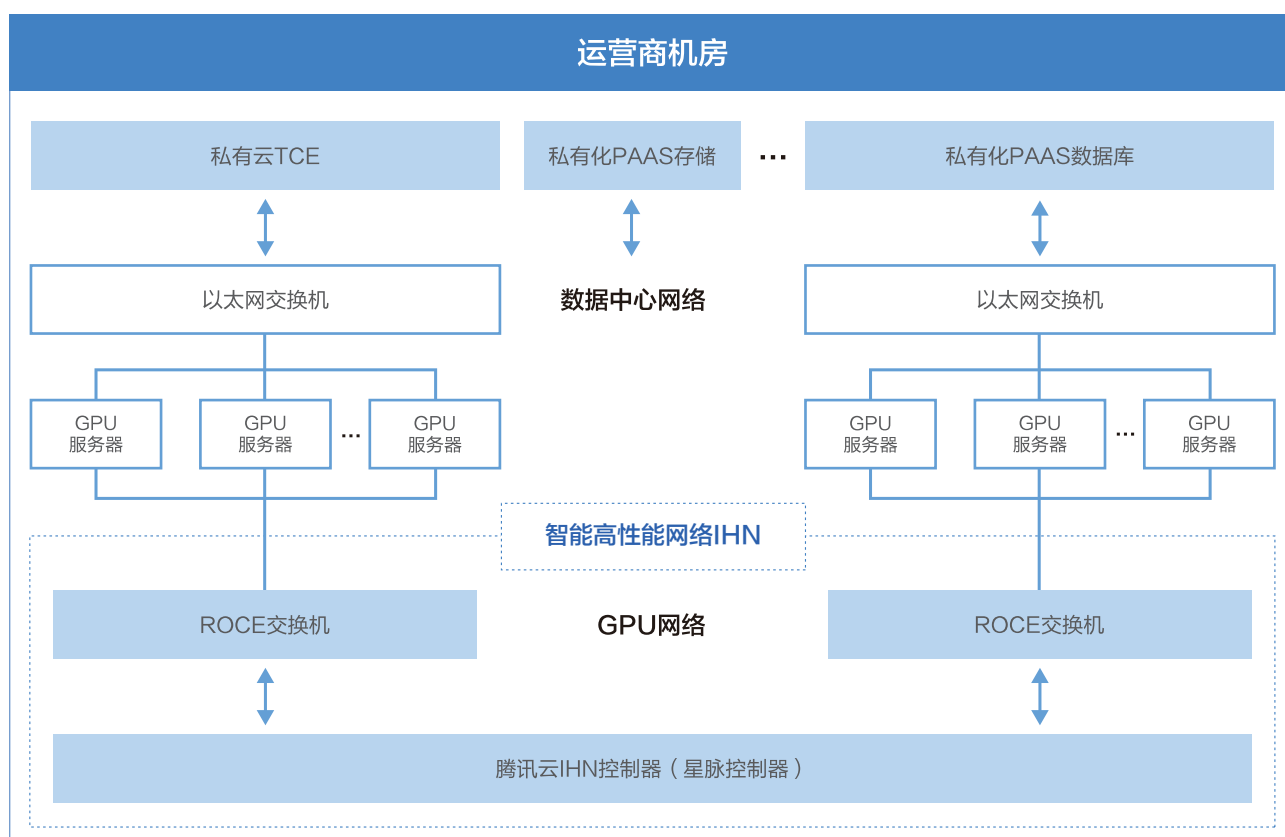 运营商机房
私有云TCE
私有化PAAS存储
...
私有化PAAS数据库
以太网交换机
数据中心网络
以太网交换机
GPU
服务器
GPU
服务器
...
GPU
服务器
GPU
服务器
GPU
服务器
...
GPU
服务器
智能高性能网络IHN
ROCE交换机
GPU网络
ROCE交换机
腾讯云IHN控制器（星脉控制器）